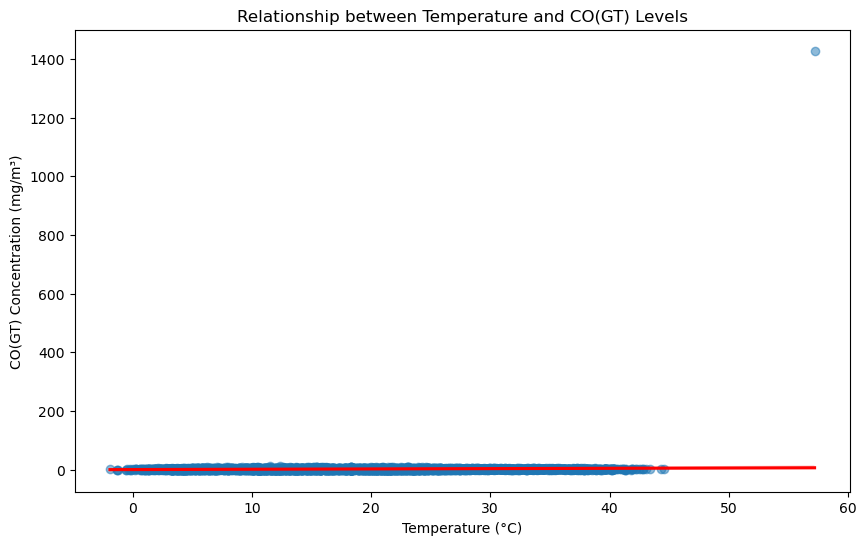 Relationship between Temperature and CO(GT) Levels
CO(GT) Concentration (mg/m³)
1400
1200
1000
800
600
400
200
0
0 10 20 30 40 50 60
Temperature (°C)